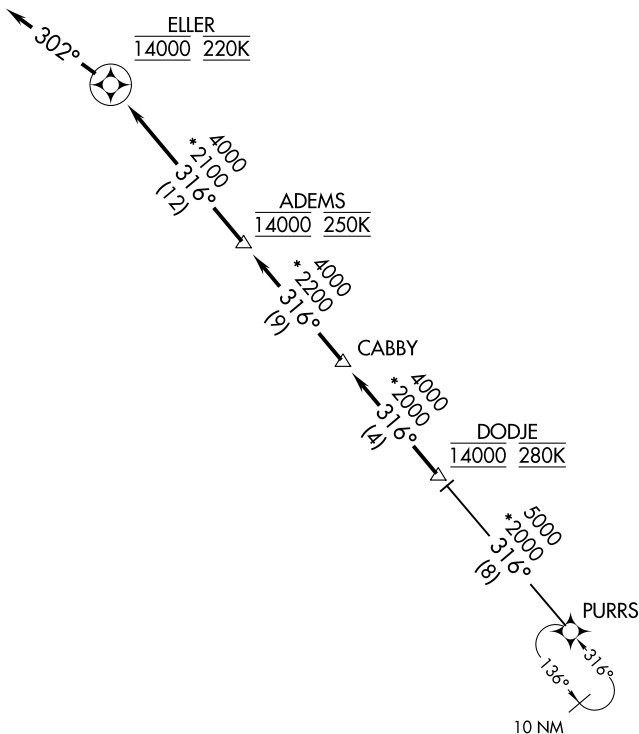 ELLER
14000 220K
302°
4000
*2100
316°
(12)
ADEMS
14000 250K
4000
*2200
316°
(9)
CABBY
4000
*2000
316°
(4)
DODJE
14000 280K
5000
*2000
316°
(8)
PURRS
316°
136°
10 NM